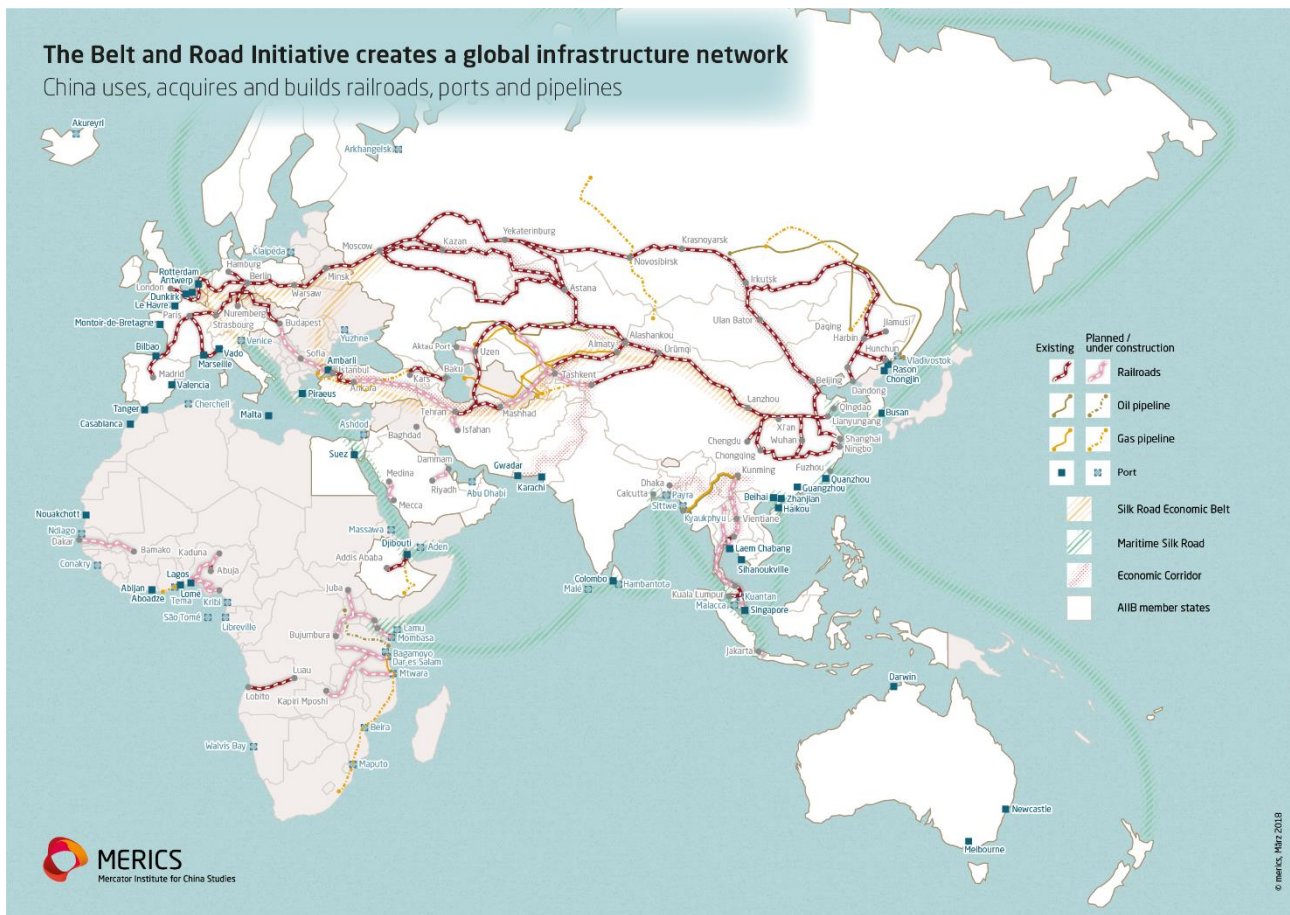 The Belt and Road Initiative creates a global infrastructure network
China uses, acquires and builds railroads, ports and pipelines
Akureyri
Arkhangelsk
Klaipéda
Moscow
Kazan
Yekaterinburg
Krasnoyarsk
Novosibirsk
Irkutsk
Rotterdam
Antwerp
Hamburg
Berlin
London
Minsk
Warsaw
Dunkirk
Le Havre
Paris
Nuremberg
Strasbourg
Budapest
Montoir-de-Bretagne
Venice
Yuzhne
Astana
Ulan Bator
Daqing
Jiamusi
Harbin
Hunchun
Vladivostok
Rason
Chongjin
Bilbao
Vado
Marseille
Madrid
Valencia
Sofia
Ambarli
Istanbul
Ankara
Kars
Baku
Aktau Port
Uzen
Almaty
Alashankou
Ürümqi
Tashkent
Beijing
Dandong
Tanger
Casablanca
Cherchell
Malta
Piraeus
Tehran
Mashhad
Isfahan
Lanzhou
Qingdao
Lianyungang
Busan
Xi'an
Wuhan
Shanghai
Ningbo
Chengdu
Chongqing
Ashdod
Baghdad
Suez
Dammam
Medina
Riyadh
Mecca
Abu Dhabi
Gwadar
Karachi
Kunming
Fuzhou
Quanzhou
Guangzhou
Dhaka
Calcutta
Payra
Sittwe
Kyaukphyu
Beihai
Zhanjian
Haikou
Vientiane
Nouakchott
Ndiago
Dakar
Bamako
Conakry
Kaduna
Abuja
Lagos
Lomé
Abijan
Aboadze
Tema
Kribi
São Tomé
Libreville
Massawa
Djibouti
Aden
Addis Ababa
Juba
Laem Chabang
Sihanoukville
Colombo
Hambantota
Malé
Kuala Lumpur
Kuantan
Malacca
Singapore
Jakarta
Bujumbura
Lamu
Mombasa
Bagamoyo
Dar es-Salam
Mtwara
Luau
Lobito
Kapiri Mposhi
Beira
Walvis Bay
Maputo
Darwin
Newcastle
Melbourne
Existing
Planned /
under construction
Railroads
Oil pipeline
Gas pipeline
Port
Silk Road Economic Belt
Maritime Silk Road
Economic Corridor
AIIB member states
MERICS
Mercator Institute for China Studies
© merics, März 2018